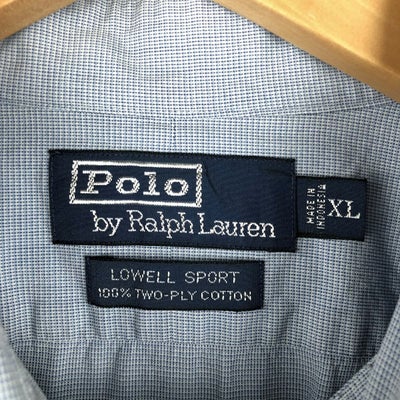 Polo
by Ralph Lauren
MADE IN
INDONESIA
XL
LOWELL SPORT
100% TWO-PLY COTTON